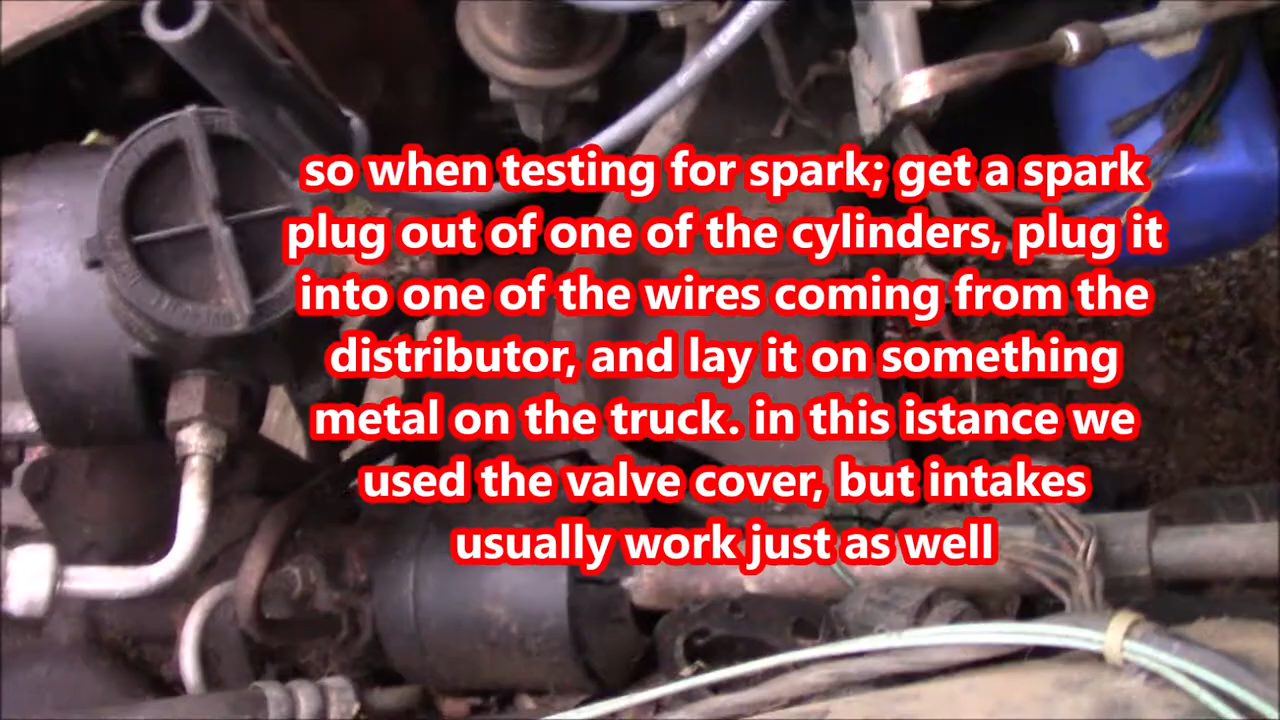 so when testing for spark; get a spark
plug out of one of the cylinders, plug it
into one of the wires coming from the
distributor, and lay it on something
metal on the truck. in this istance we
used the valve cover, but intakes
usually work just as well